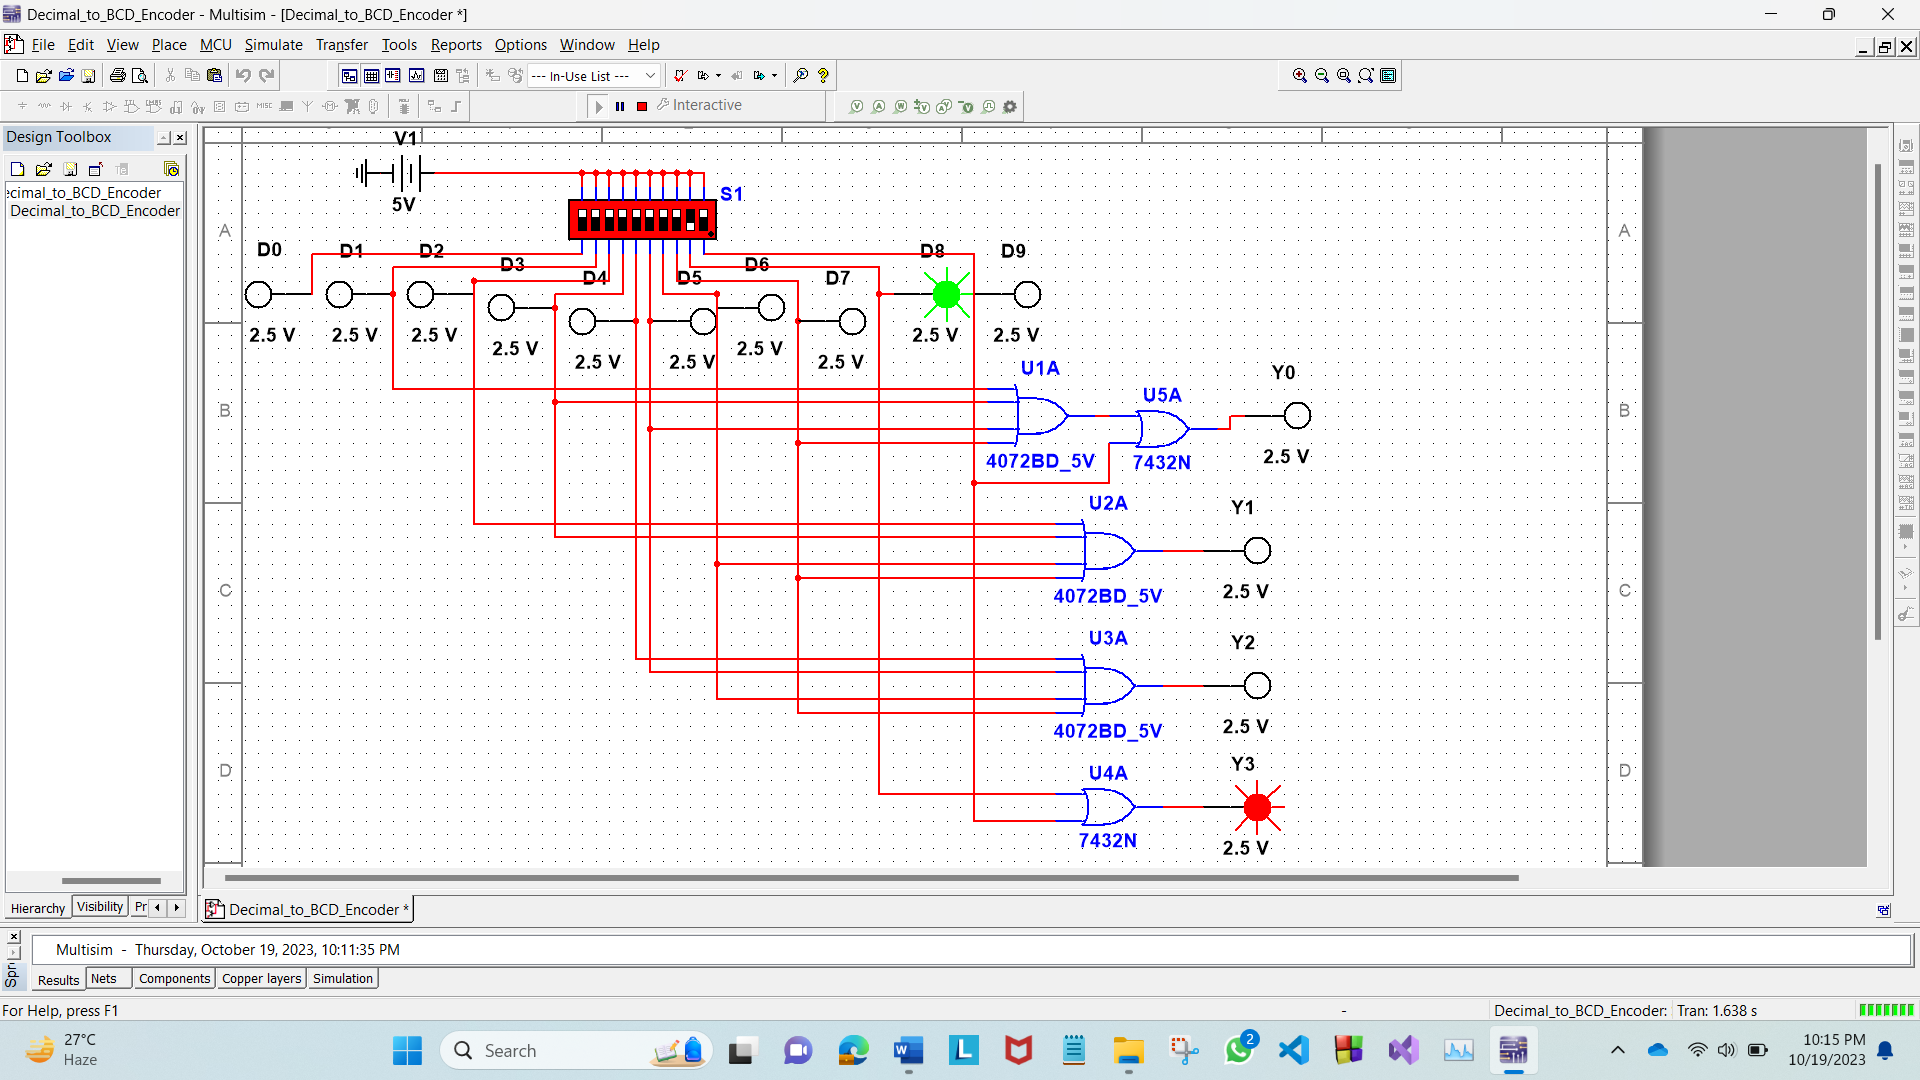 Decimal_to_BCD_Encoder - Multisim - [Decimal_to_BCD_Encoder *]
File Edit View Place MCU Simulate Transfer Tools Reports Options Window Help
--- In-Use List ---
Interactive
Design Toolbox
ecimal_to_BCD_Encoder
Decimal_to_BCD_Encoder
V1
5V
S1
A
A
D0 D1 D2 D3 D4 D5 D6 D7 D8 D9
2.5 V 2.5 V 2.5 V 2.5 V 2.5 V 2.5 V 2.5 V 2.5 V 2.5 V 2.5 V
U1A
U5A
Y0
B
B
4072BD_5V
7432N
2.5 V
U2A
Y1
C
C
4072BD_5V
2.5 V
U3A
Y2
4072BD_5V
2.5 V
D
D
U4A
Y3
7432N
2.5 V
Hierarchy Visibility Pr
Decimal_to_BCD_Encoder *
Multisim - Thursday, October 19, 2023, 10:11:35 PM
Spr
Results Nets Components Copper layers Simulation
For Help, press F1
-
Decimal_to_BCD_Encoder: Tran: 1.638 s
27°C
Haze
Search
2
10:15 PM
10/19/2023